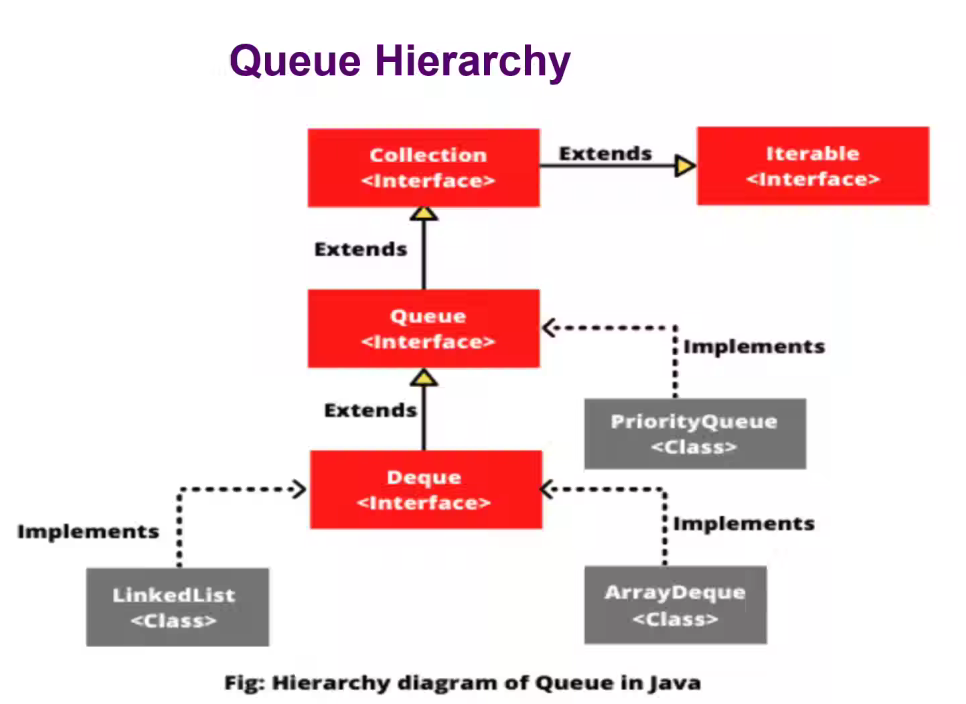 Queue Hierarchy
Collection
<Interface>
Extends
Iterable
<Interface>
Extends
Queue
<Interface>
Implements
Extends
PriorityQueue
<Class>
Deque
<Interface>
Implements
Implements
LinkedList
<Class>
ArrayDeque
<Class>
Fig: Hierarchy diagram of Queue in Java